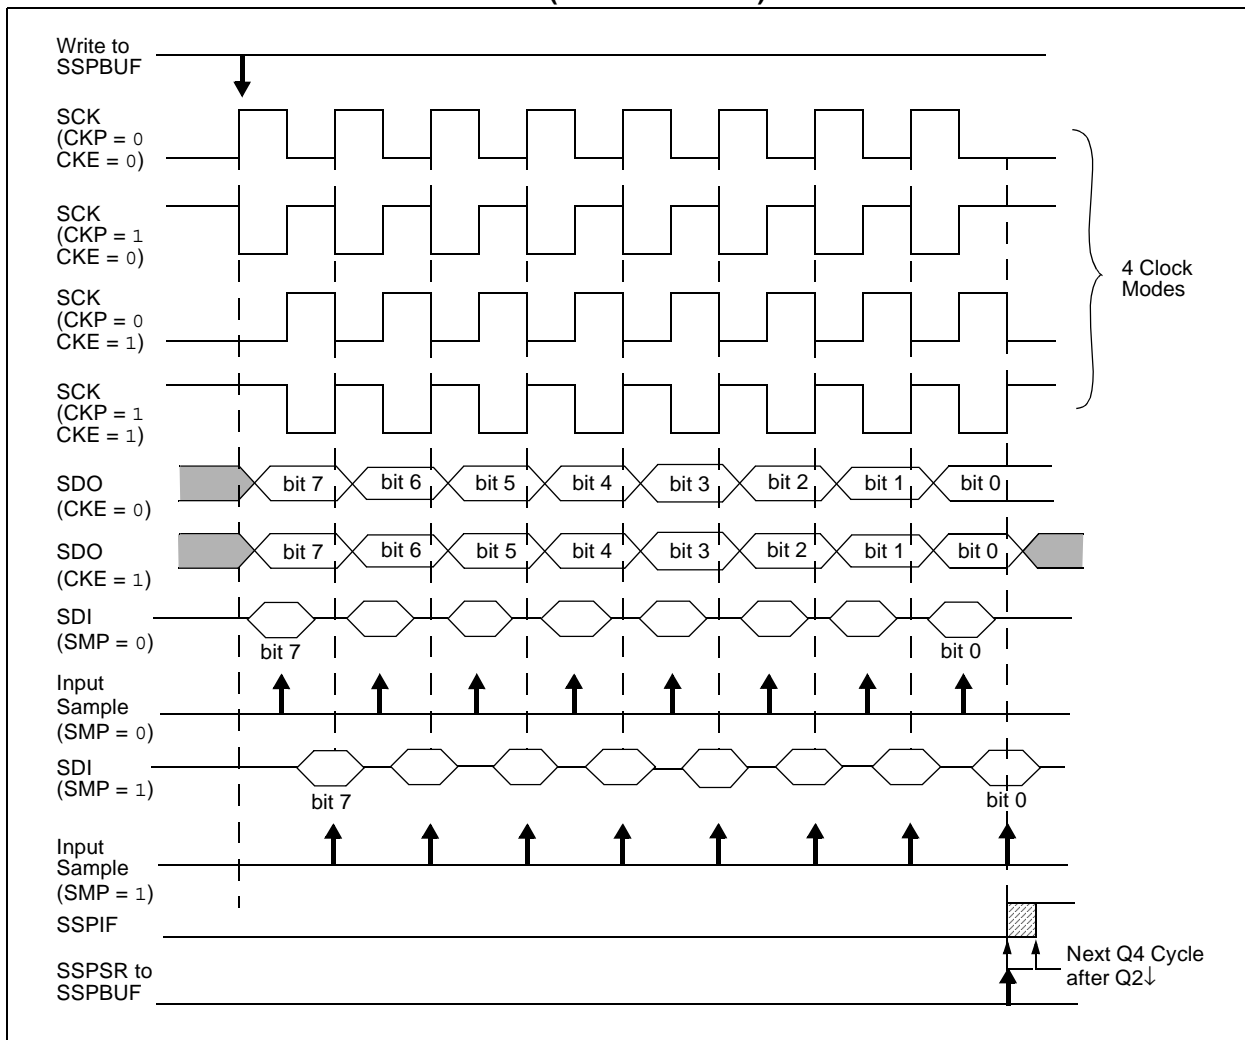 Write to
SSPBUF
SCK
(CKP = 0
CKE = 0)
SCK
(CKP = 1
CKE = 0)
SCK
(CKP = 0
CKE = 1)
SCK
(CKP = 1
CKE = 1)
4 Clock
Modes
SDO
(CKE = 0)
bit 7 bit 6 bit 5 bit 4 bit 3 bit 2 bit 1 bit 0
SDO
(CKE = 1)
bit 7 bit 6 bit 5 bit 4 bit 3 bit 2 bit 1 bit 0
SDI
(SMP = 0)
bit 7 bit 0
Input
Sample
(SMP = 0)
SDI
(SMP = 1)
bit 7 bit 0
Input
Sample
(SMP = 1)
SSPIF
Next Q4 Cycle
after Q2↓
SSPSR to
SSPBUF